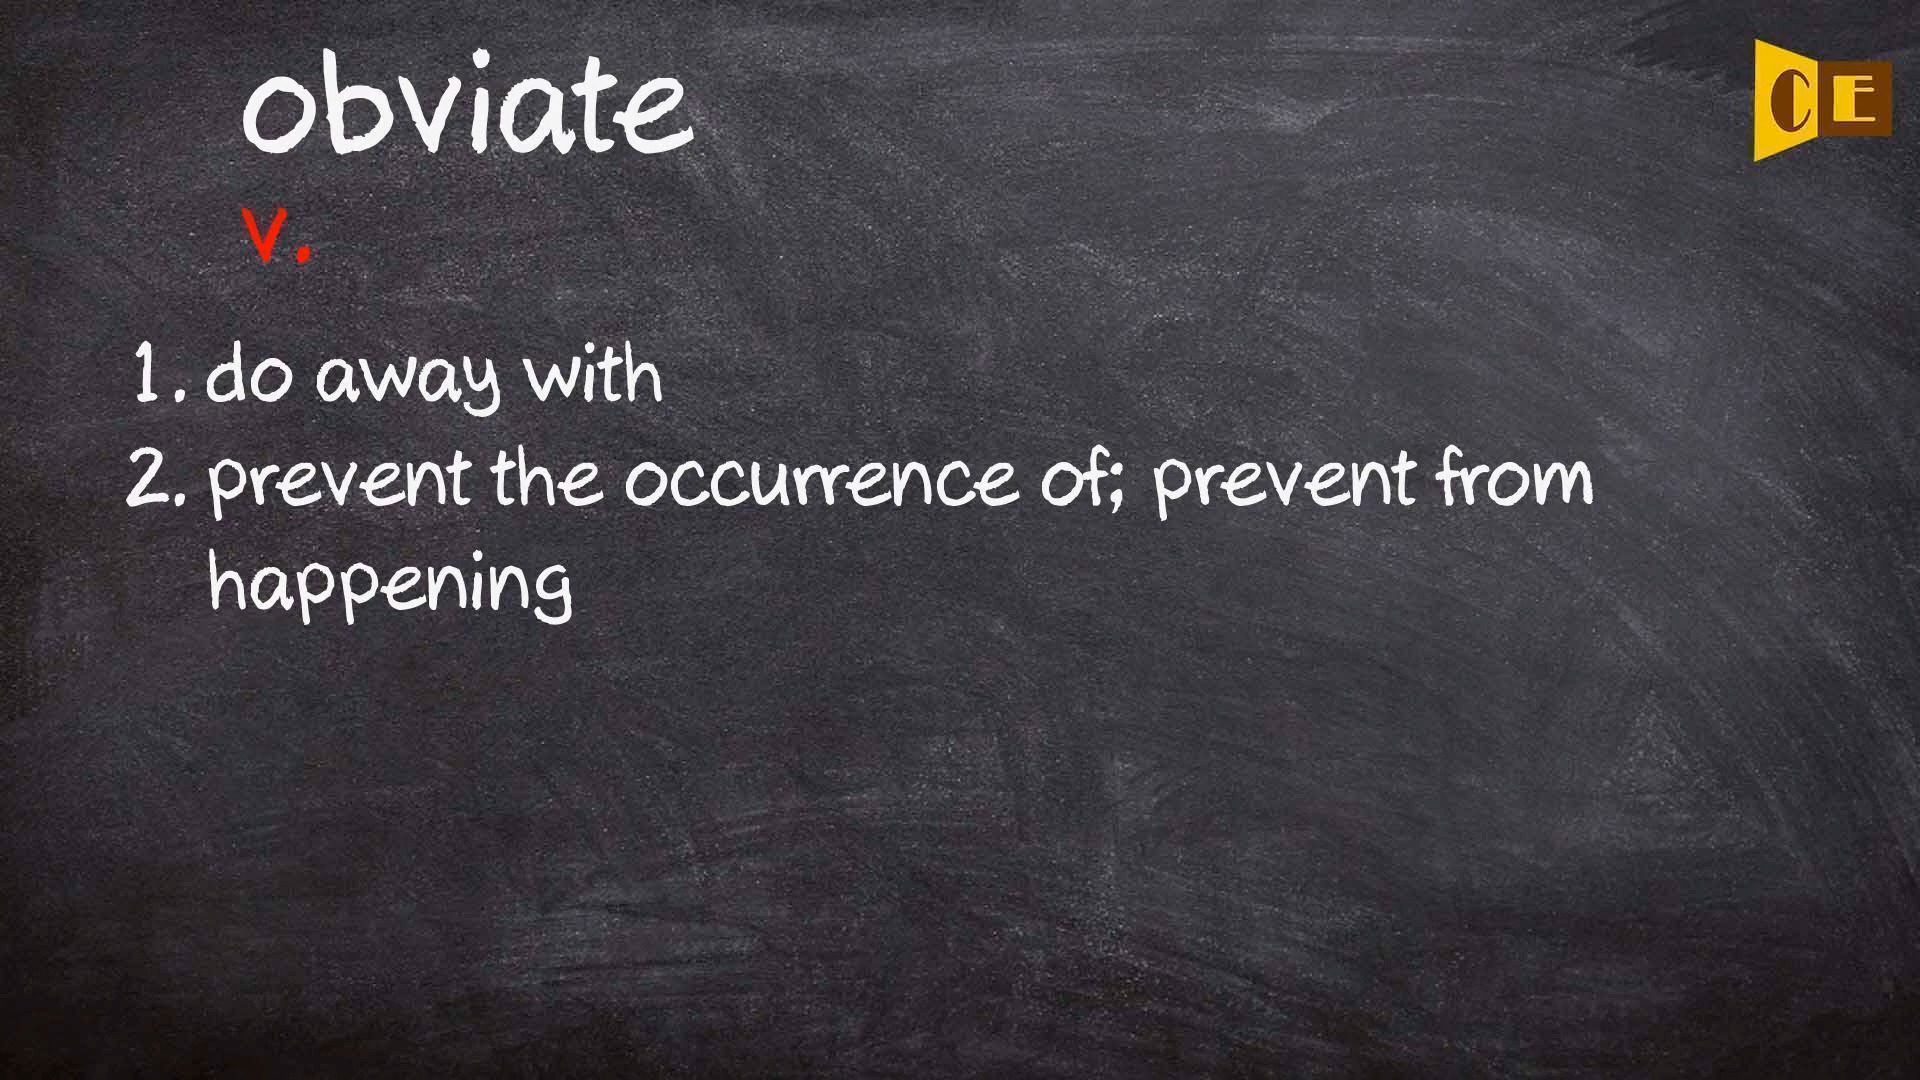 obviate
CE
v.
1. do away with
2. prevent the occurrence of; prevent from
happening